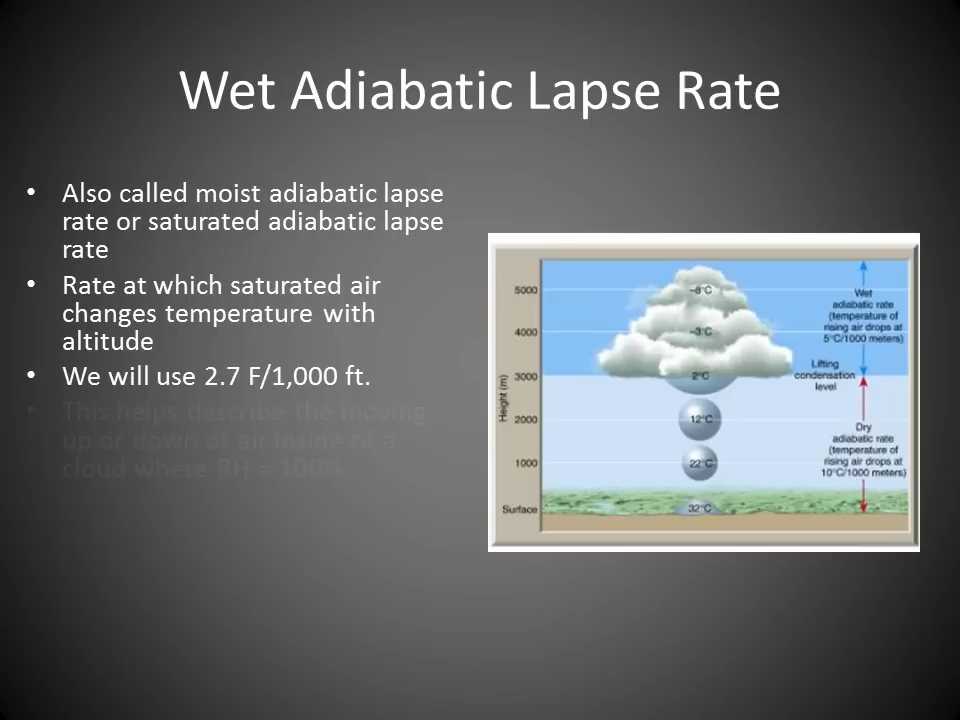 Wet Adiabatic Lapse Rate
• Also called moist adiabatic lapse
rate or saturated adiabatic lapse
rate
• Rate at which saturated air
changes temperature with
altitude
• We will use 2.7 F/1,000 ft.
• This helps describe the moving
up or down of air inside of a
cloud where RH = 100%
Height (m)
5000
4000
3000
2000
1000
Surface
-8°C
-3°C
2°C
12°C
22°C
32°C
Wet
adiabatic rate
(temperature of
rising air drops at
5°C/1000 meters)
Lifting
condensation
level
Dry
adiabatic rate
(temperature of
rising air drops at
10°C/1000 meters)